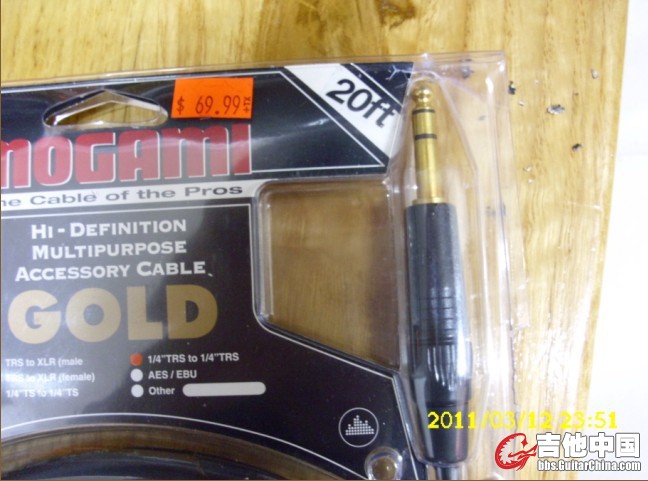 $ 69.99
20ft
MOGAMI
The Cable of the Pros
HI-DEFINITION
MULTIPURPOSE
ACCESSORY CABLE
GOLD
TRS to XLR (male
TRS to XLR (female)
1/4"TS to 1/4"TS
1/4"TRS to 1/4"TRS
AES / EBU
Other
2011/03/12 23:51
吉他中国
bbs.GuitarChina.com